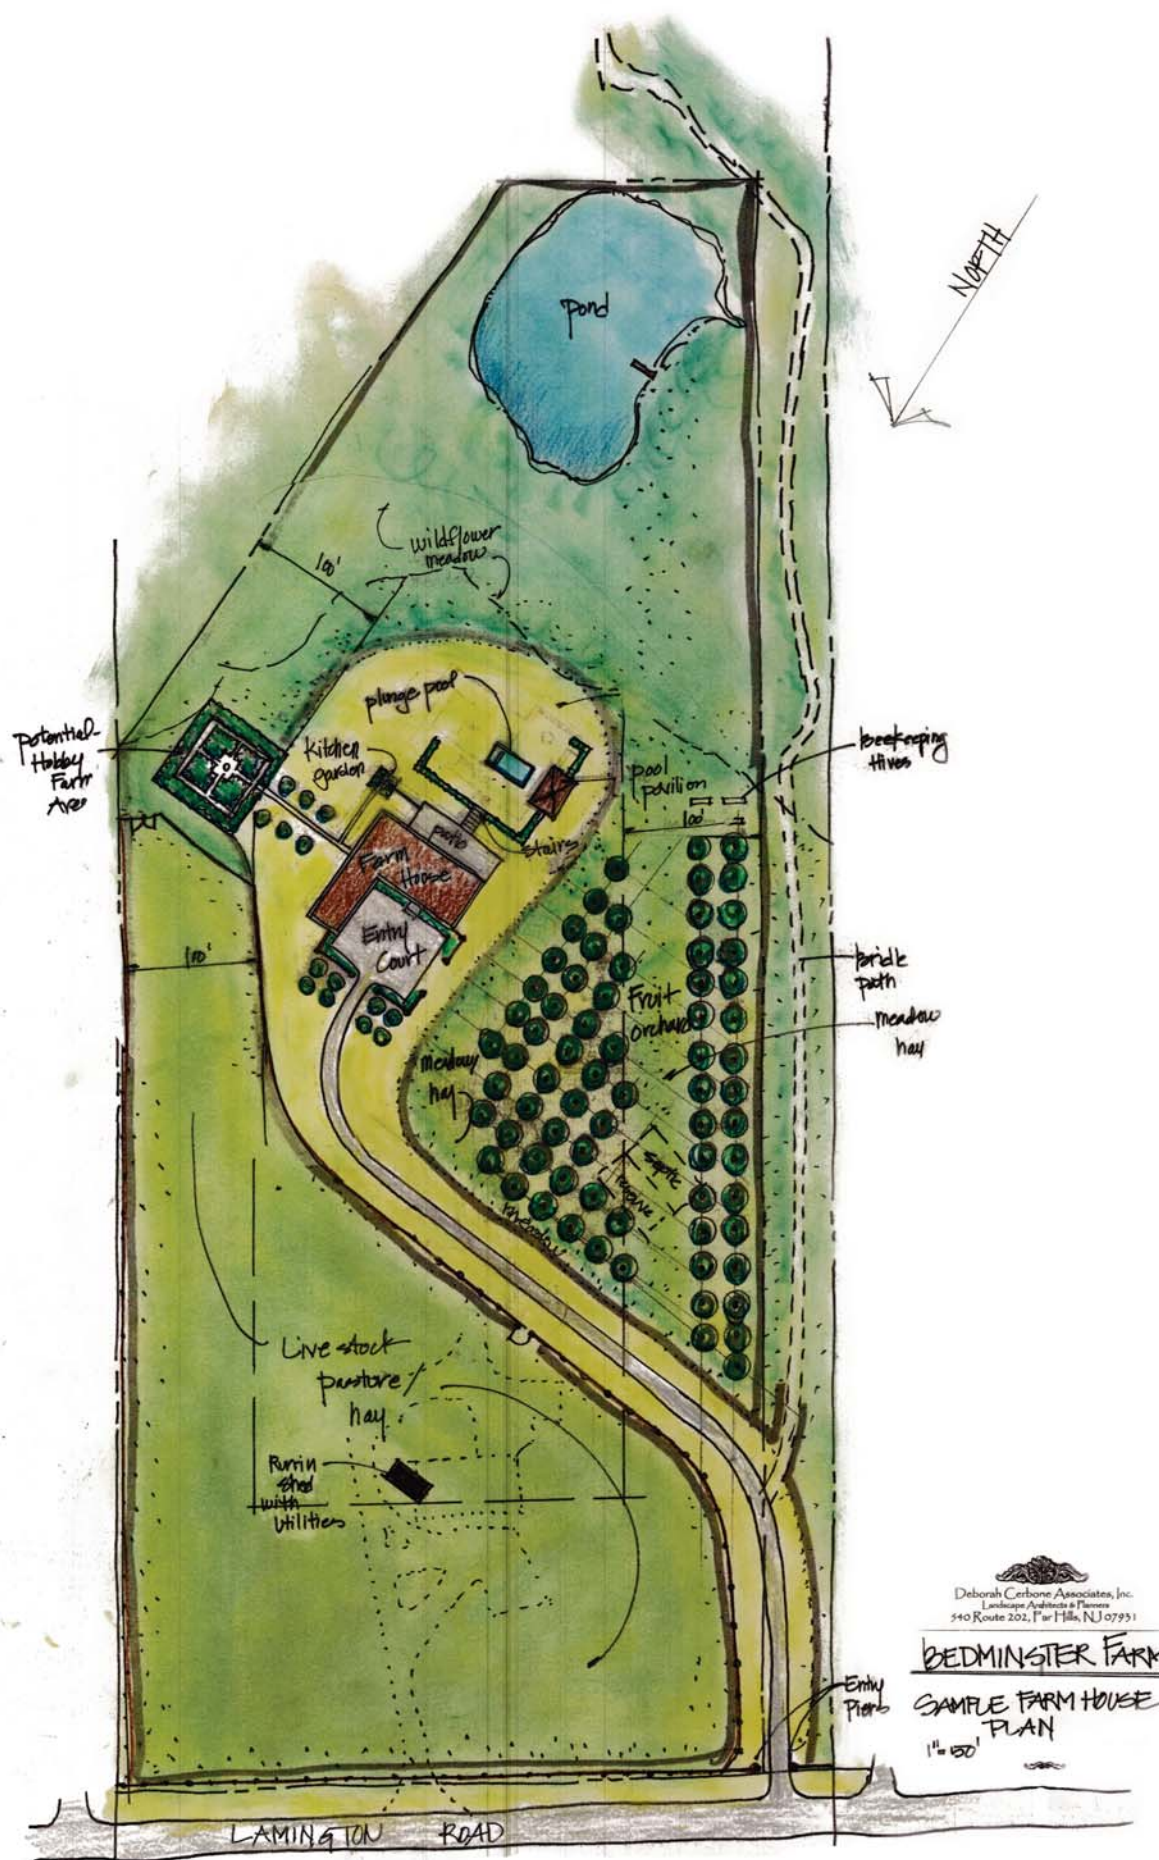 NORTH
pond
wildflower
meadow
100'
plunge pool
potential
Hobby
Farm
Area
kitchen
garden
beekeeping
Hives
pool
pavilion
100'
patio
stairs
Farm
House
Entry
Court
100'
bridle
path
Fruit
Orchard
meadow
hay
meadow
hay
septic
reserve
meadow
Live stock
pasture/
hay
Run in
shed
with
utilities
Deborah Cerbone Associates, Inc.
Landscape Architects & Planners
540 Route 202, Far Hills, NJ 07931
BEDMINSTER FARM
SAMPLE FARM HOUSE
PLAN
1"=150'
Entry
Piers
LAMINGTON ROAD